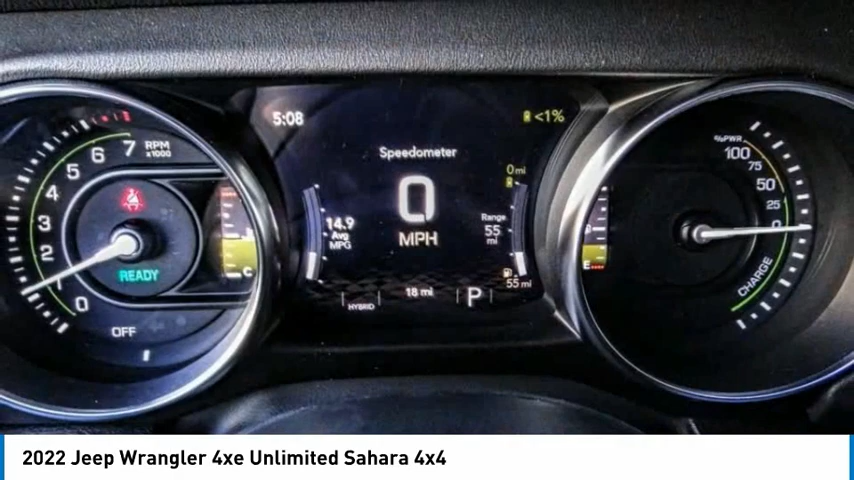 5:08
<1%
Speedometer
0
MPH
14.9
Avg
MPG
0 mi
Range
55
mi
55 mi
HYBRID
18 mi
P
RPM
x1000
7
6
5
4
3
2
1
0
READY
OFF
C
E
%PWR
100
75
50
25
0
CHARGE
2022 Jeep Wrangler 4xe Unlimited Sahara 4x4